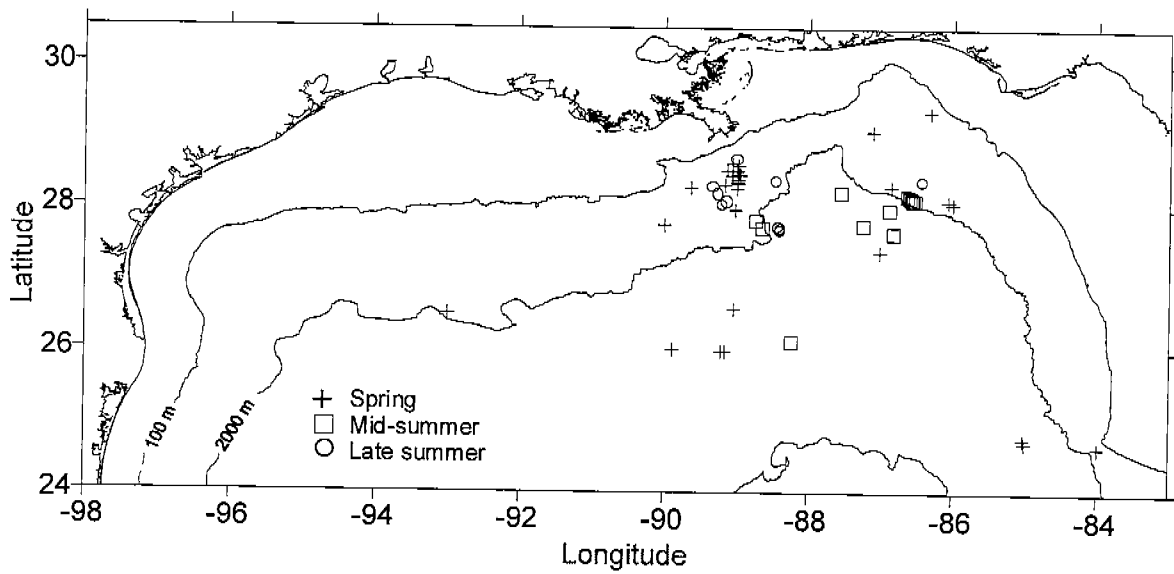 30
28
26
24
Latitude
100 m
2000 m
Spring
Mid-summer
Late summer
-98
-96
-94
-92
-90
-88
-86
-84
Longitude